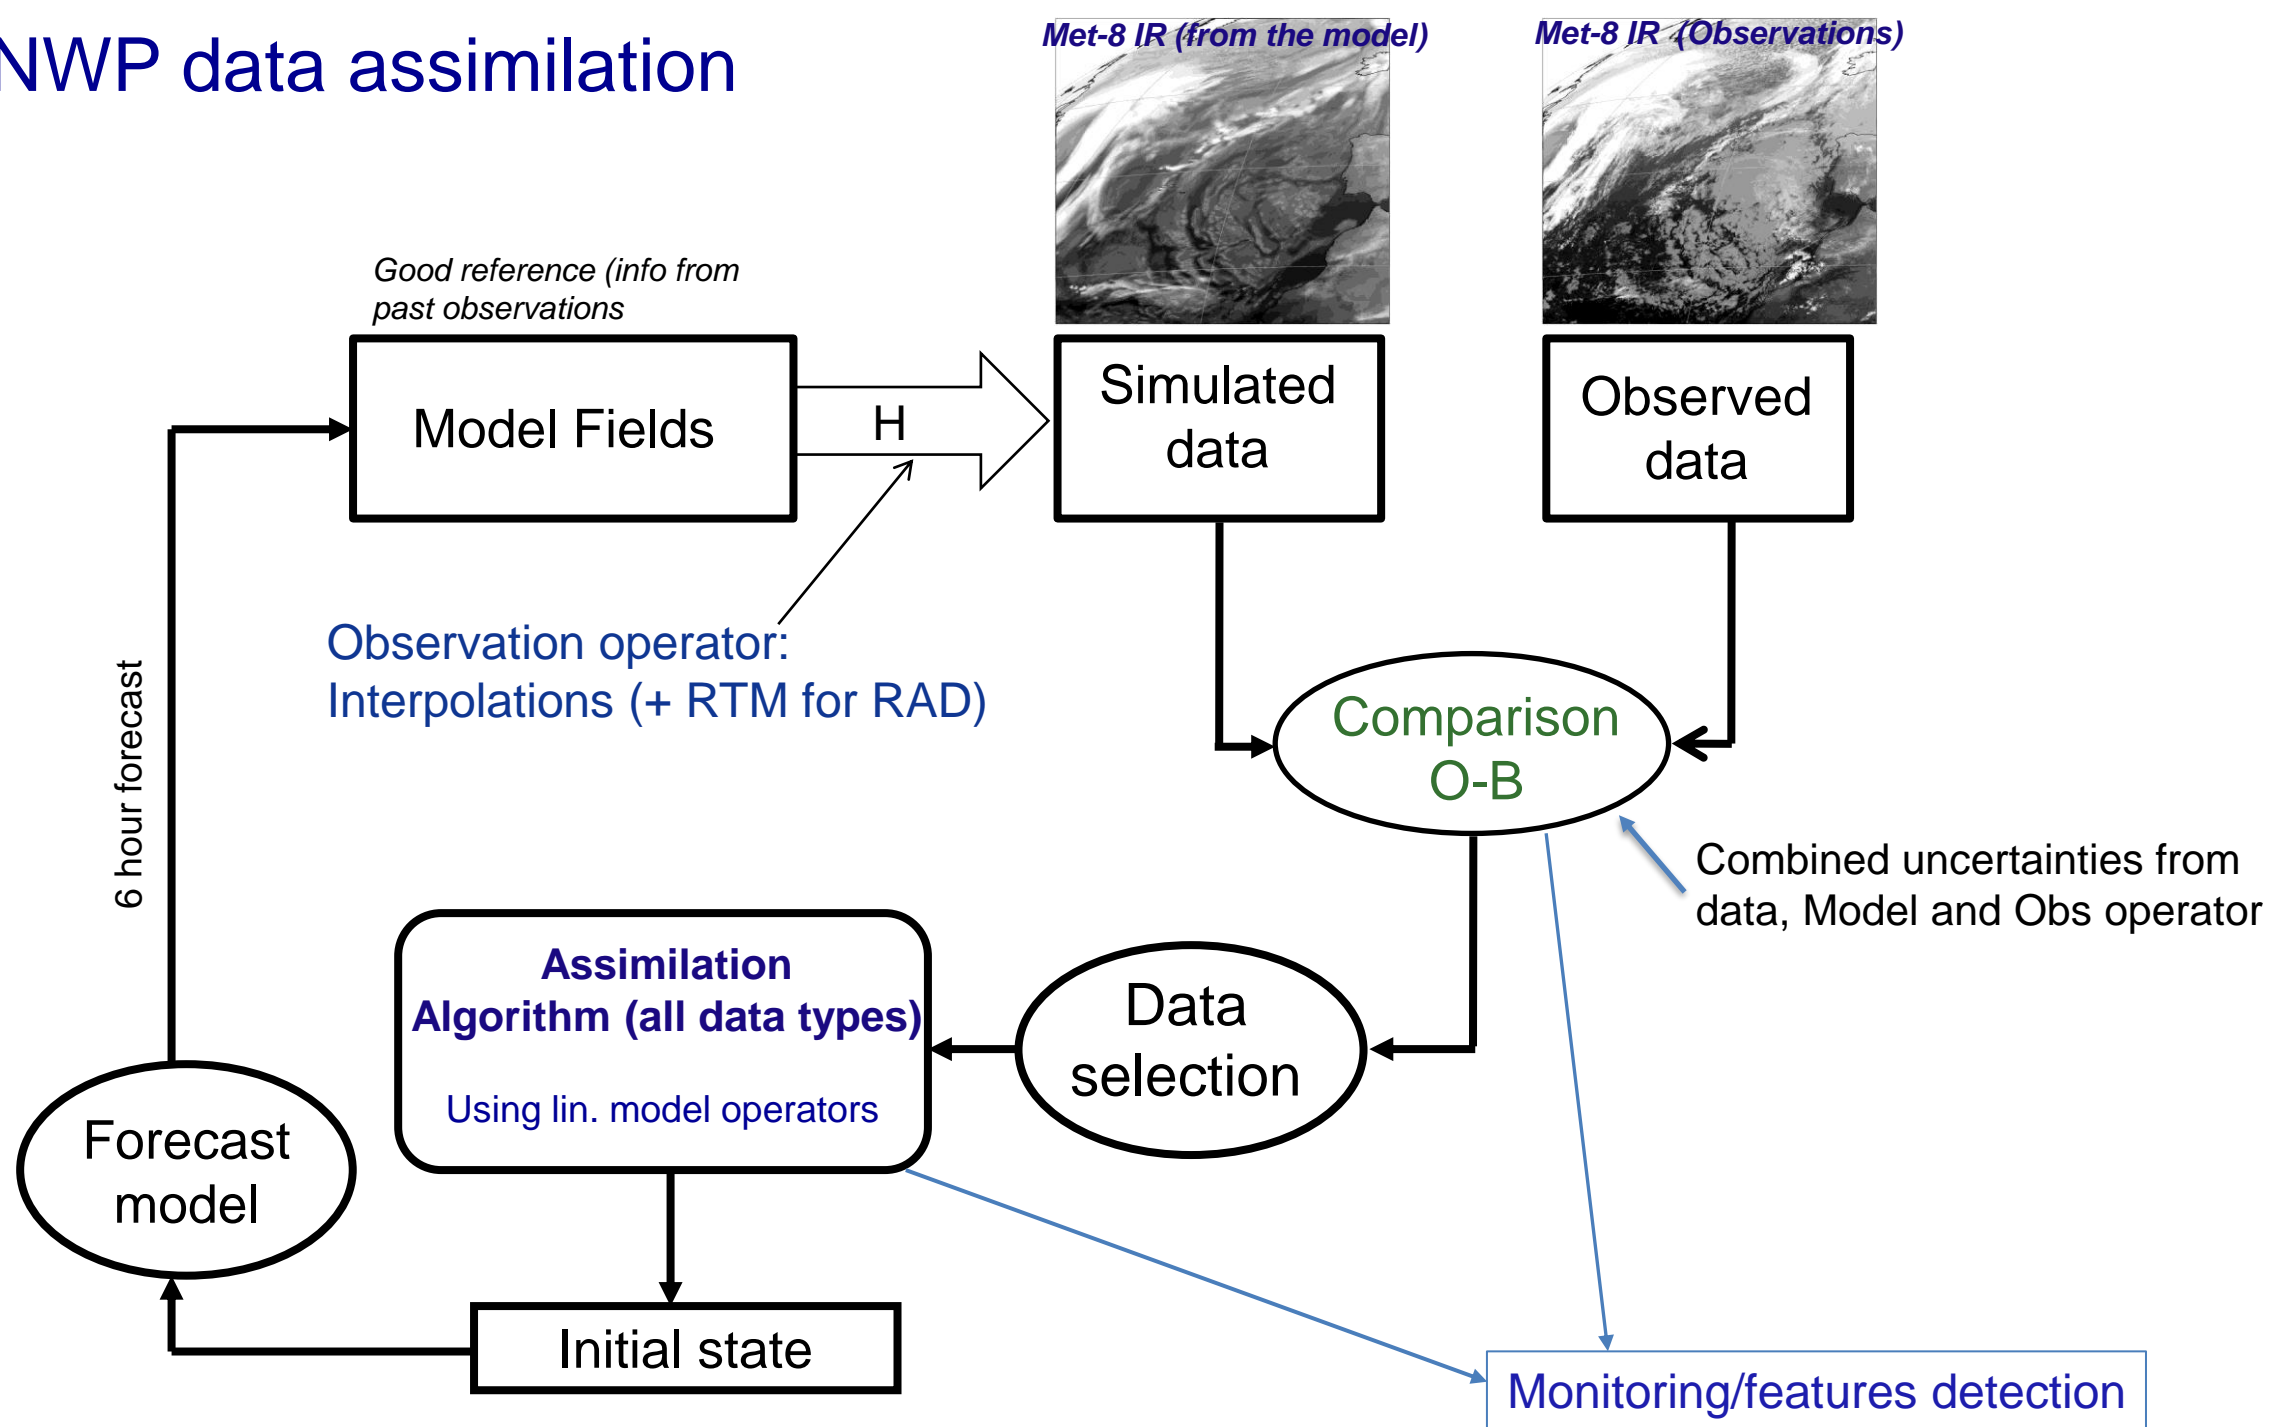 NWP data assimilation
Met-8 IR (from the model)
Met-8 IR (Observations)
Good reference (info from
past observations
Model Fields
H
Simulated
data
Observed
data
Observation operator:
Interpolations (+ RTM for RAD)
6 hour forecast
Comparison
O-B
Combined uncertainties from
data, Model and Obs operator
Assimilation
Algorithm (all data types)
Using lin. model operators
Data
selection
Forecast
model
Initial state
Monitoring/features detection